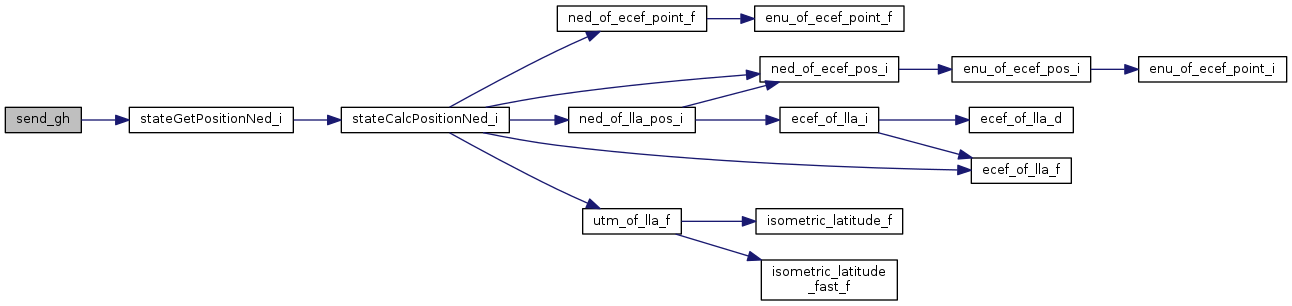 send_gh
stateGetPositionNed_i
stateCalcPositionNed_i
ned_of_ecef_point_f
enu_of_ecef_point_f
ned_of_ecef_pos_i
enu_of_ecef_pos_i
enu_of_ecef_point_i
ned_of_lla_pos_i
ecef_of_lla_i
ecef_of_lla_d
ecef_of_lla_f
utm_of_lla_f
isometric_latitude_f
isometric_latitude
_fast_f